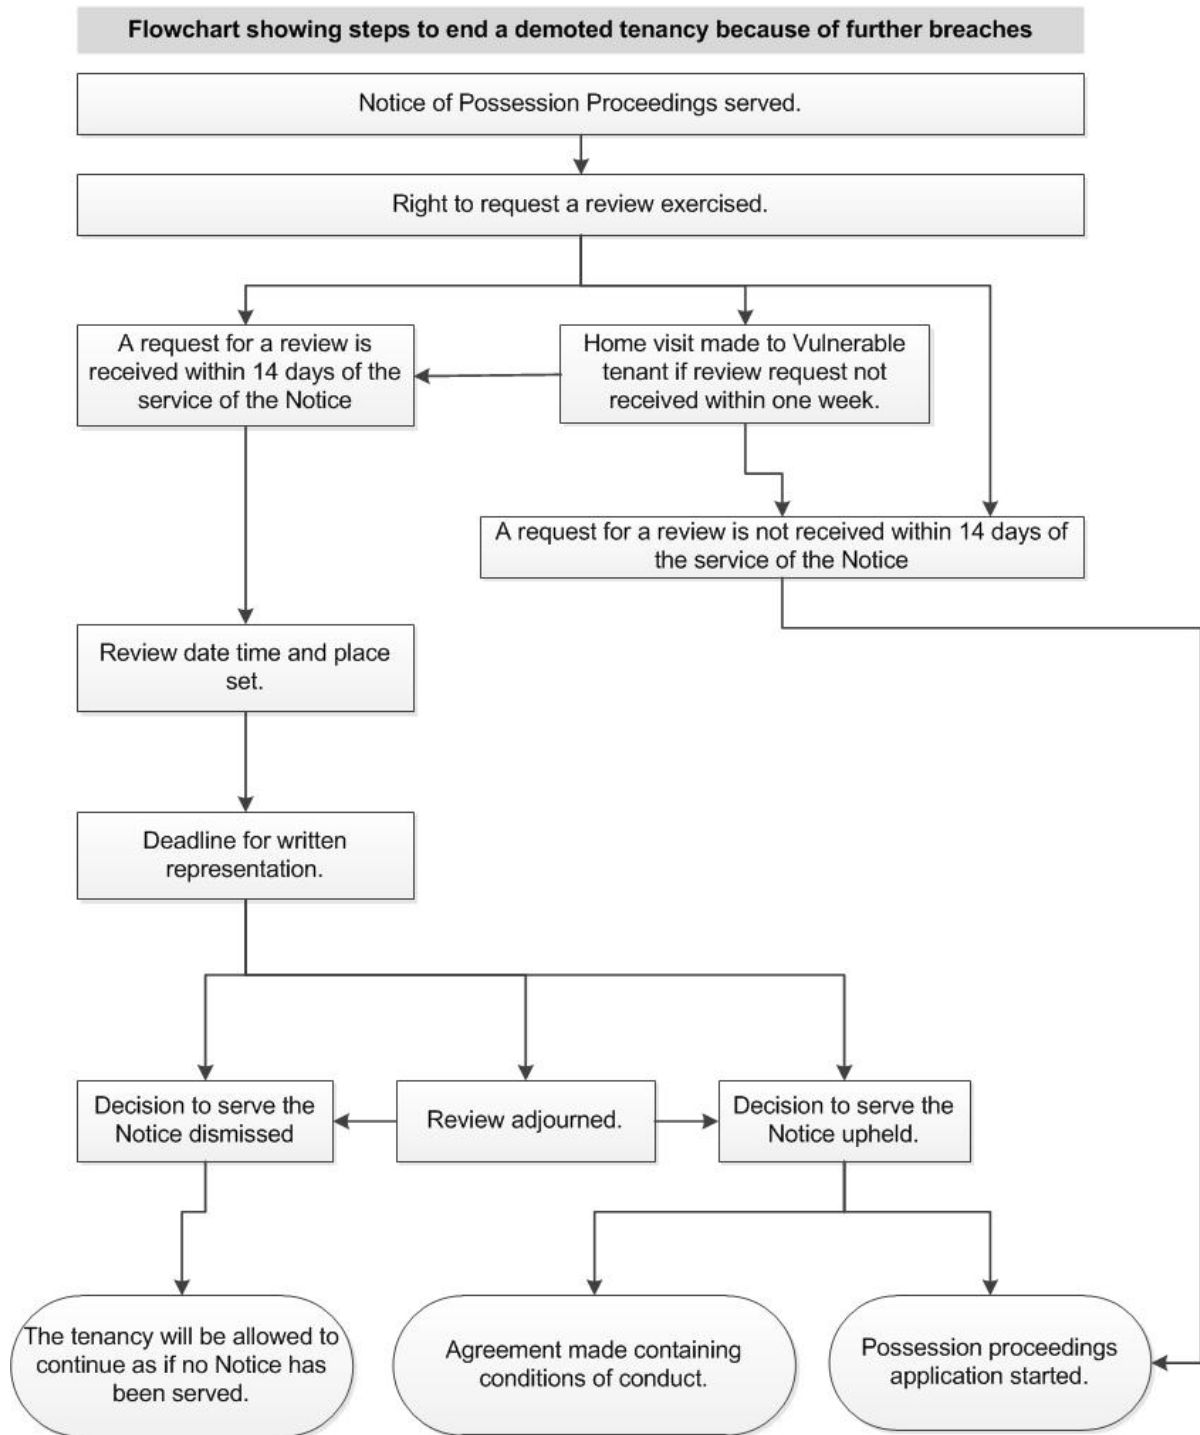 Flowchart showing steps to end a demoted tenancy because of further breaches
Notice of Possession Proceedings served.
Right to request a review exercised.
A request for a review is
received within 14 days of the
service of the Notice
Home visit made to Vulnerable
tenant if review request not
received within one week.
A request for a review is not received within 14 days of
the service of the Notice
Review date time and place
set.
Deadline for written
representation.
Decision to serve the
Notice dismissed
Review adjourned.
Decision to serve the
Notice upheld.
The tenancy will be allowed to
continue as if no Notice has
been served.
Agreement made containing
conditions of conduct.
Possession proceedings
application started.